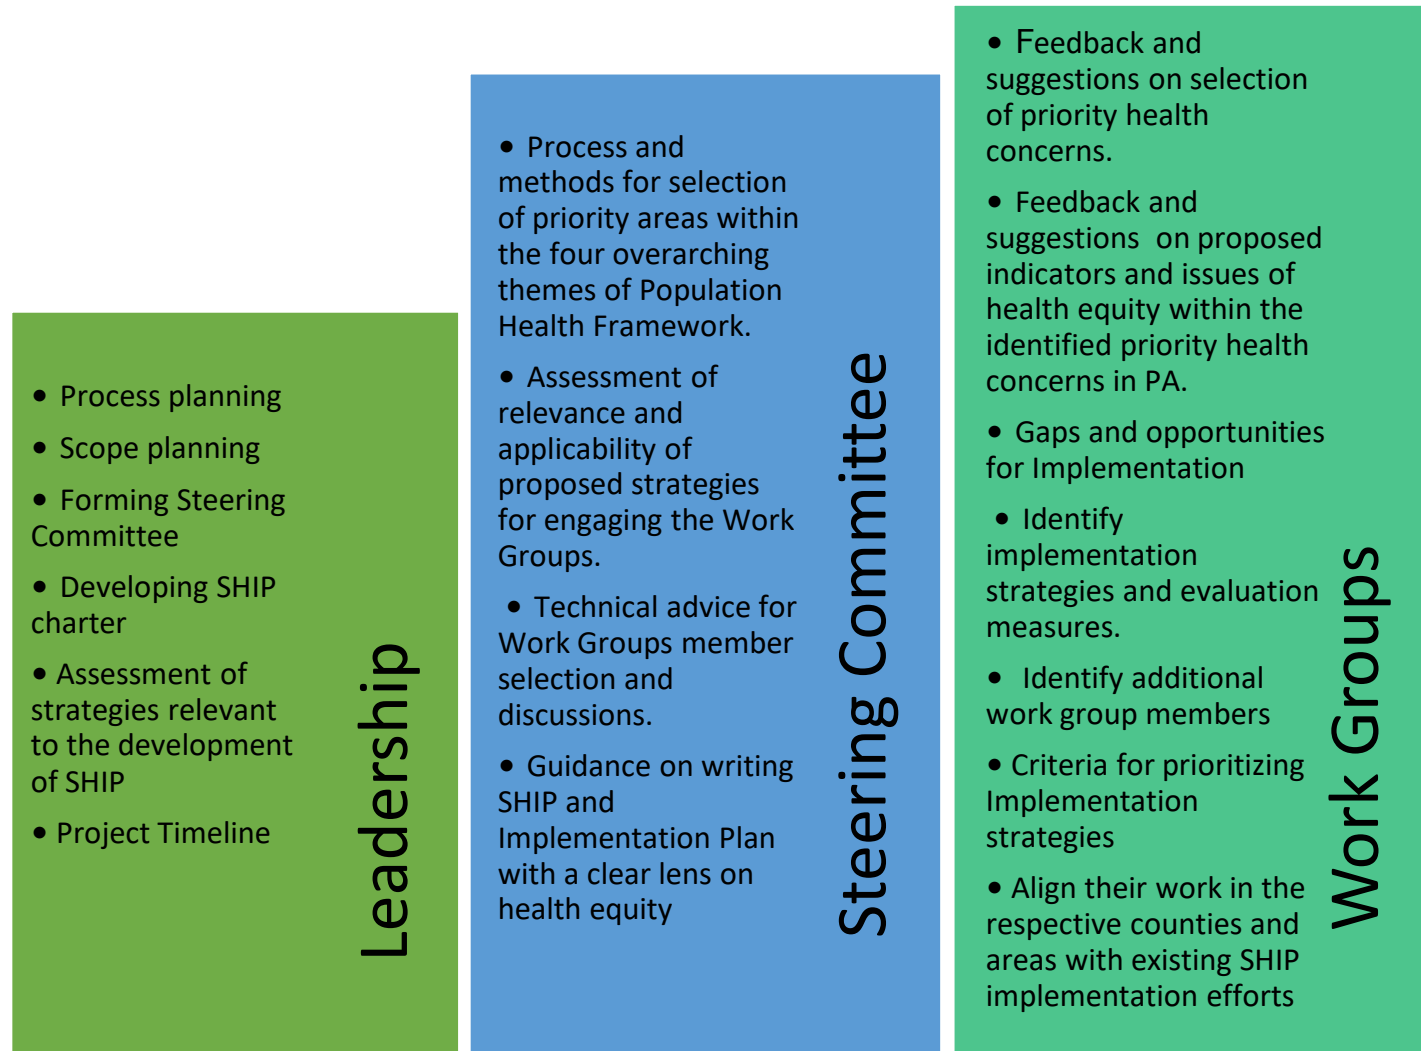 • Process planning
• Scope planning
• Forming Steering
Committee
• Developing SHIP
charter
• Assessment of
strategies relevant
to the development
of SHIP
• Project Timeline
Leadership
• Process and
methods for selection
of priority areas within
the four overarching
themes of Population
Health Framework.
• Assessment of
relevance and
applicability of
proposed strategies
for engaging the Work
Groups.
• Technical advice for
Work Groups member
selection and
discussions.
• Guidance on writing
SHIP and
Implementation Plan
with a clear lens on
health equity
Steering Committee
• Feedback and
suggestions on selection
of priority health
concerns.
• Feedback and
suggestions on proposed
indicators and issues of
health equity within the
identified priority health
concerns in PA.
• Gaps and opportunities
for Implementation
• Identify
implementation
strategies and evaluation
measures.
• Identify additional
work group members
• Criteria for prioritizing
Implementation
strategies
• Align their work in the
respective counties and
areas with existing SHIP
implementation efforts
Work Groups